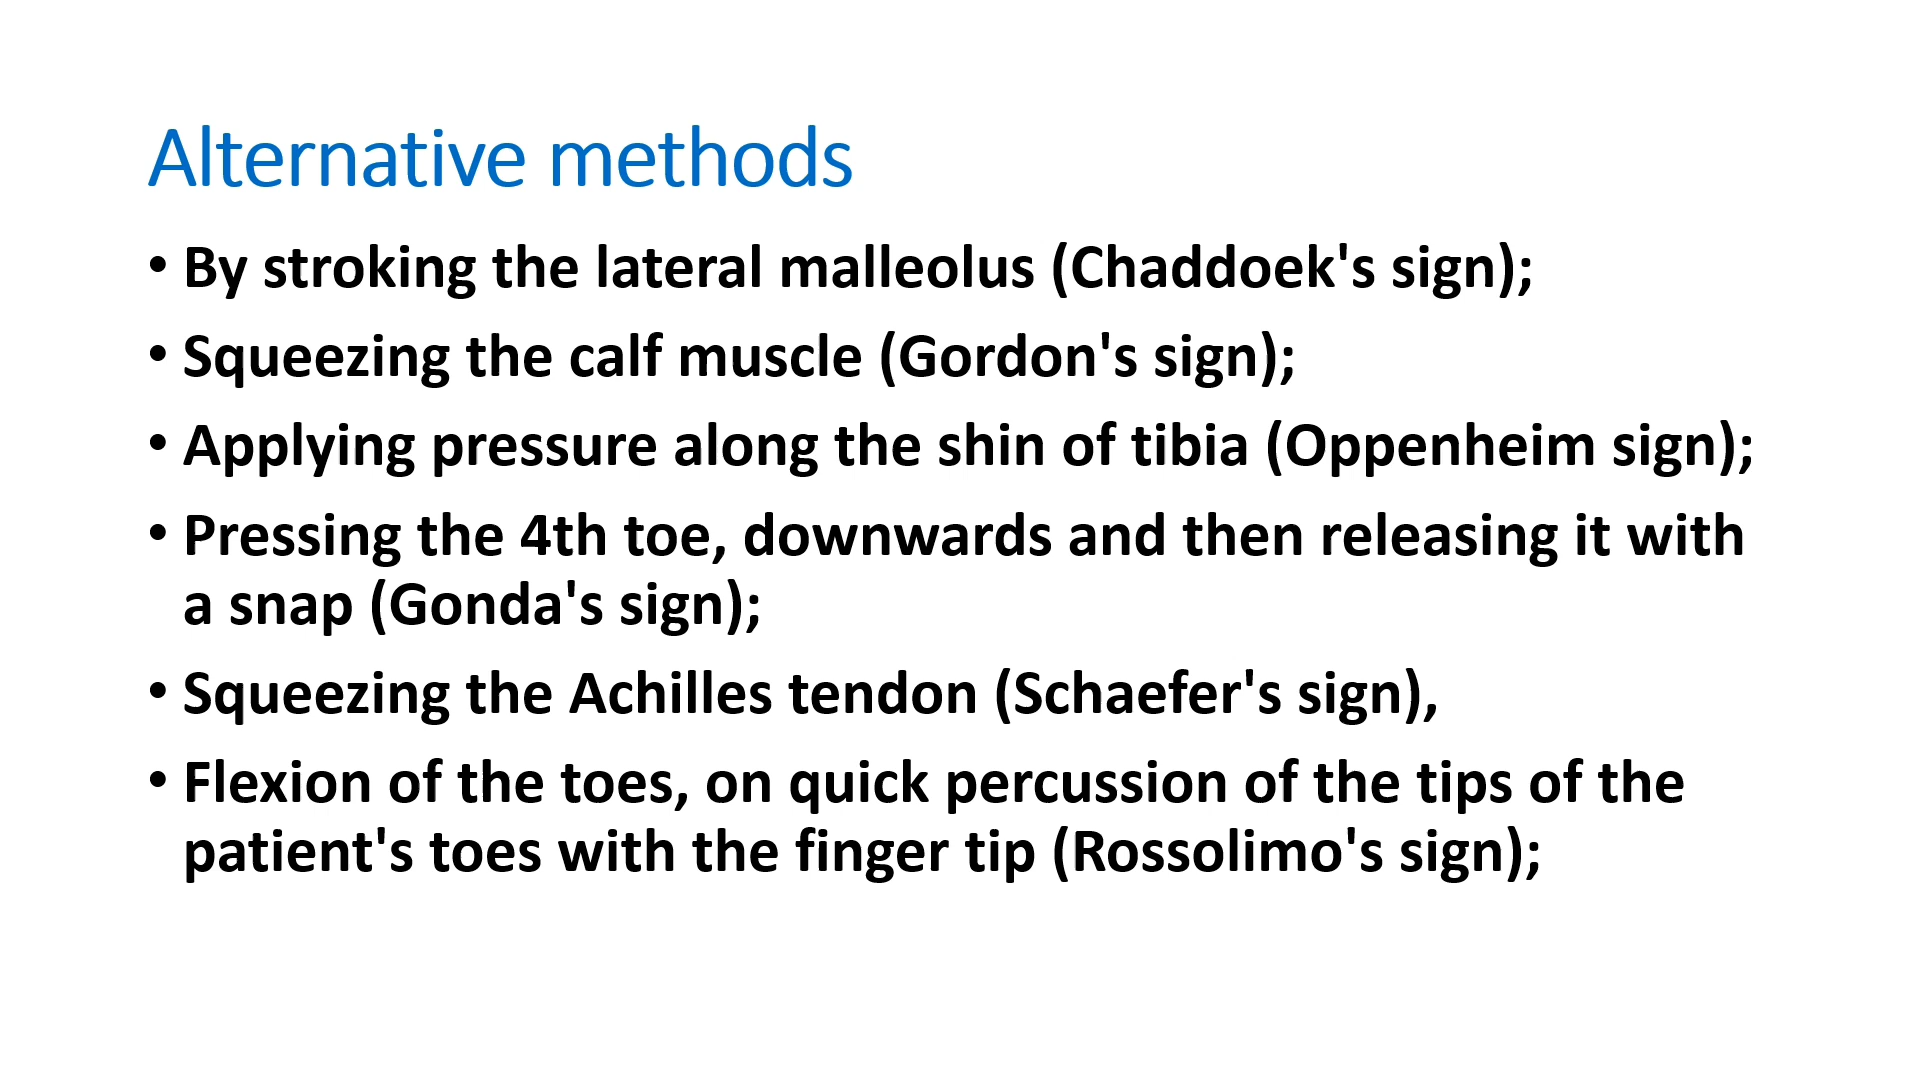 Alternative methods
• By stroking the lateral malleolus (Chaddoek's sign);
• Squeezing the calf muscle (Gordon's sign);
• Applying pressure along the shin of tibia (Oppenheim sign);
• Pressing the 4th toe, downwards and then releasing it with
a snap (Gonda's sign);
• Squeezing the Achilles tendon (Schaefer's sign),
• Flexion of the toes, on quick percussion of the tips of the
patient's toes with the finger tip (Rossolimo's sign);